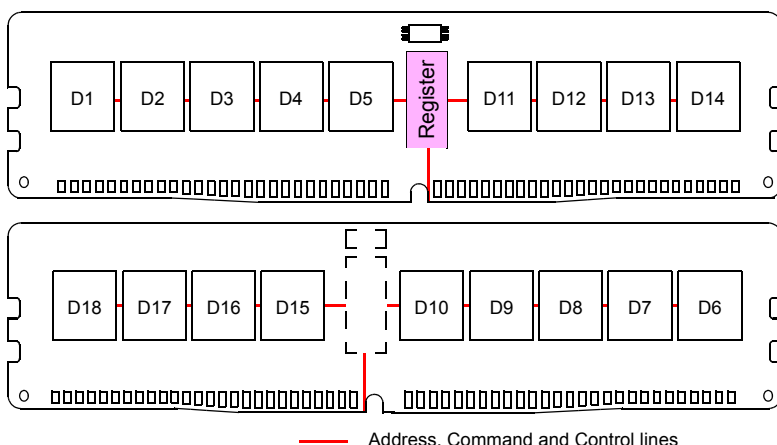 D1 D2 D3 D4 D5 Register D11 D12 D13 D14
D18 D17 D16 D15 D10 D9 D8 D7 D6
Address, Command and Control lines